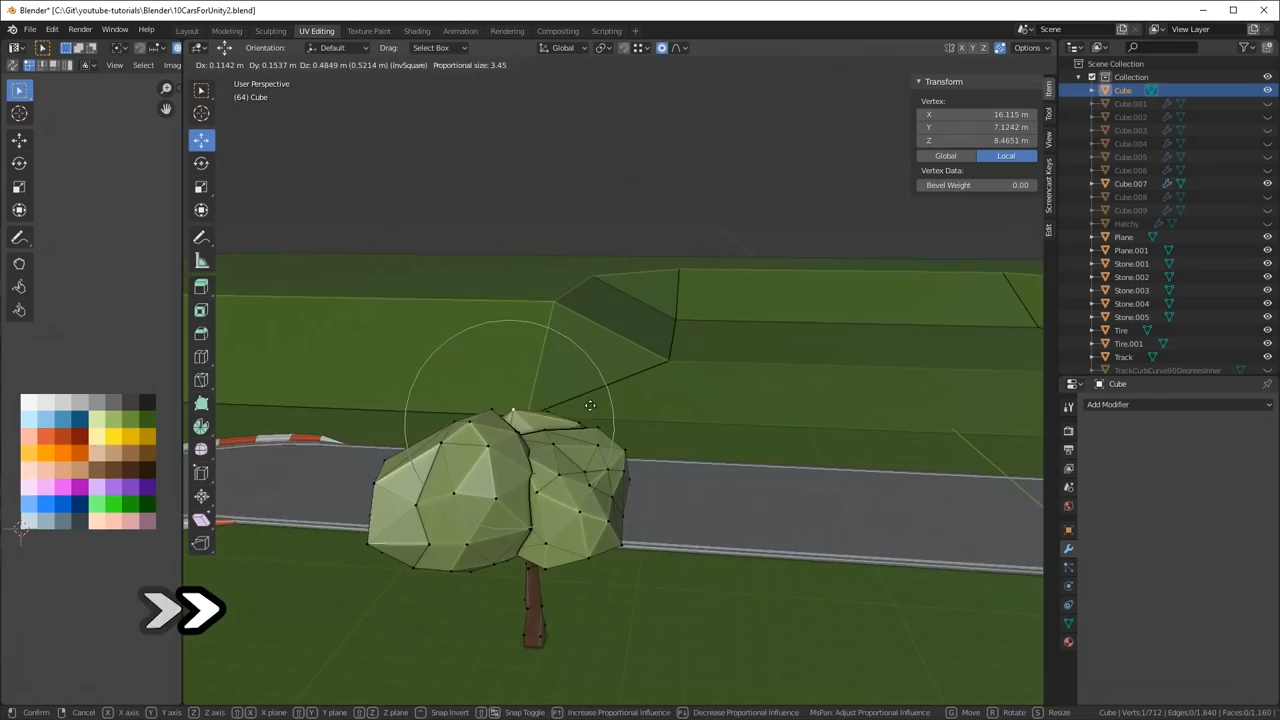 Blender* [C:\Git\youtube-tutorials\Blender\10CarsForUnity2.blend]
File Edit Render Window Help Layout Modeling Sculpting UV Editing Texture Paint Shading Animation Rendering Compositing Scripting Scene View Layer
View Select Imag Orientation: Default Drag: Select Box Global X Y Z Options
Dx: 0.1142 m Dy: 0.1537 m Dz: 0.4849 m (0.5214 m) (InvSquare) Proportional size: 3.45
User Perspective
(64) Cube
Transform
Vertex:
X 16.115 m
Y 7.1242 m
Z 8.4651 m
Global Local
Vertex Data:
Bevel Weight 0.00
Item
Tool
View
Screencast Keys
Edit
Scene Collection
Collection
Cube
Cube.001
Cube.002
Cube.003
Cube.004
Cube.005
Cube.006
Cube.007
Cube.008
Cube.009
Hatchy
Plane
Plane.001
Stone.001
Stone.002
Stone.003
Stone.004
Stone.005
Tire
Tire.001
Track
TrackCurbCurve90DegreesInner
Cube
Add Modifier
Confirm Cancel X X axis Y Y axis Z Z axis X X plane Y Y plane Z Z plane Snap Invert Snap Toggle Increase Proportional Influence Decrease Proportional Influence MsPan: Adjust Proportional Influence G Move R Rotate S Resize Cube | Verts:1/712 | Edges:0/1,840 | Faces:0/1,160